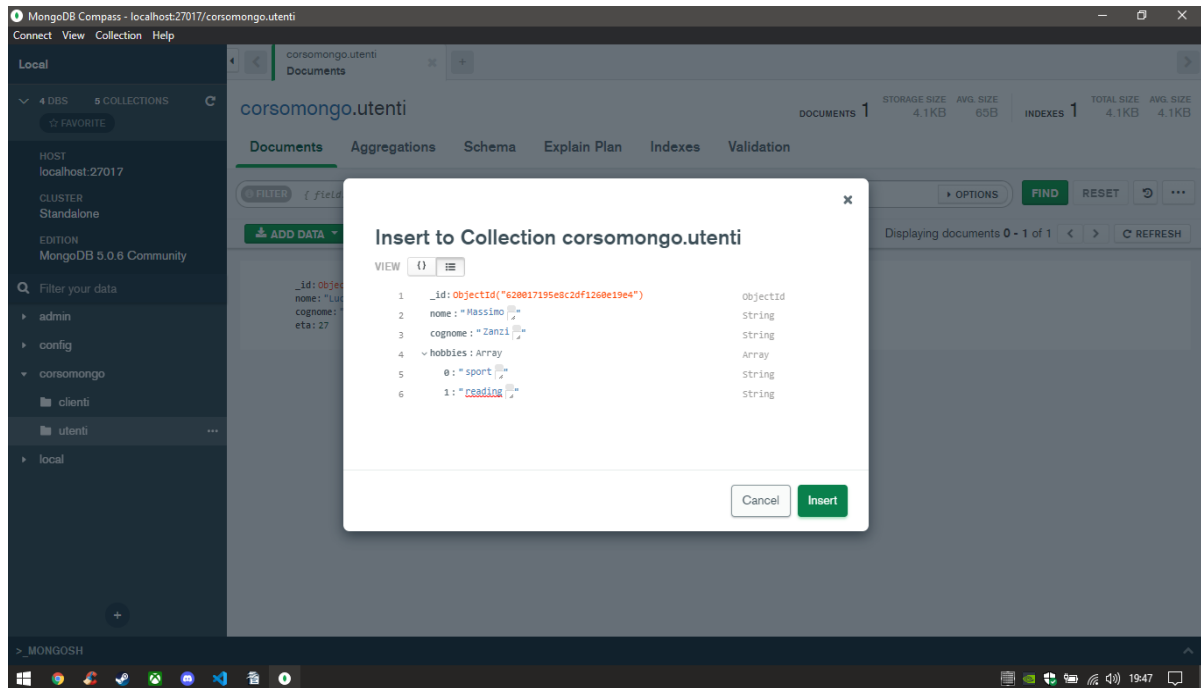 MongoDB Compass - localhost:27017/corsomongo.utenti
Connect View Collection Help
Local
4 DBS 5 COLLECTIONS
☆ FAVORITE
HOST
localhost:27017
CLUSTER
Standalone
EDITION
MongoDB 5.0.6 Community
Filter your data
admin
config
corsomongo
clienti
utenti ...
local
>_MONGOSH
corsomongo.utenti
Documents
corsomongo.utenti
DOCUMENTS 1 STORAGE SIZE 4.1KB AVG. SIZE 65B INDEXES 1 TOTAL SIZE 4.1KB AVG. SIZE 4.1KB
Documents Aggregations Schema Explain Plan Indexes Validation
FILTER { field OPTIONS FIND RESET ...
ADD DATA Displaying documents 0 - 1 of 1 < > REFRESH
_id: Objec
nome: "Luc
cognome: "
eta: 27
Insert to Collection corsomongo.utenti
VIEW {}
1 _id: ObjectId("620017195e8c2df1260e19e4") ObjectId
2 nome : "Massimo" String
3 cognome : "Zanzi" String
4 hobbies : Array Array
5 0 : "sport" String
6 1 : "reading" String
Cancel Insert
19:47